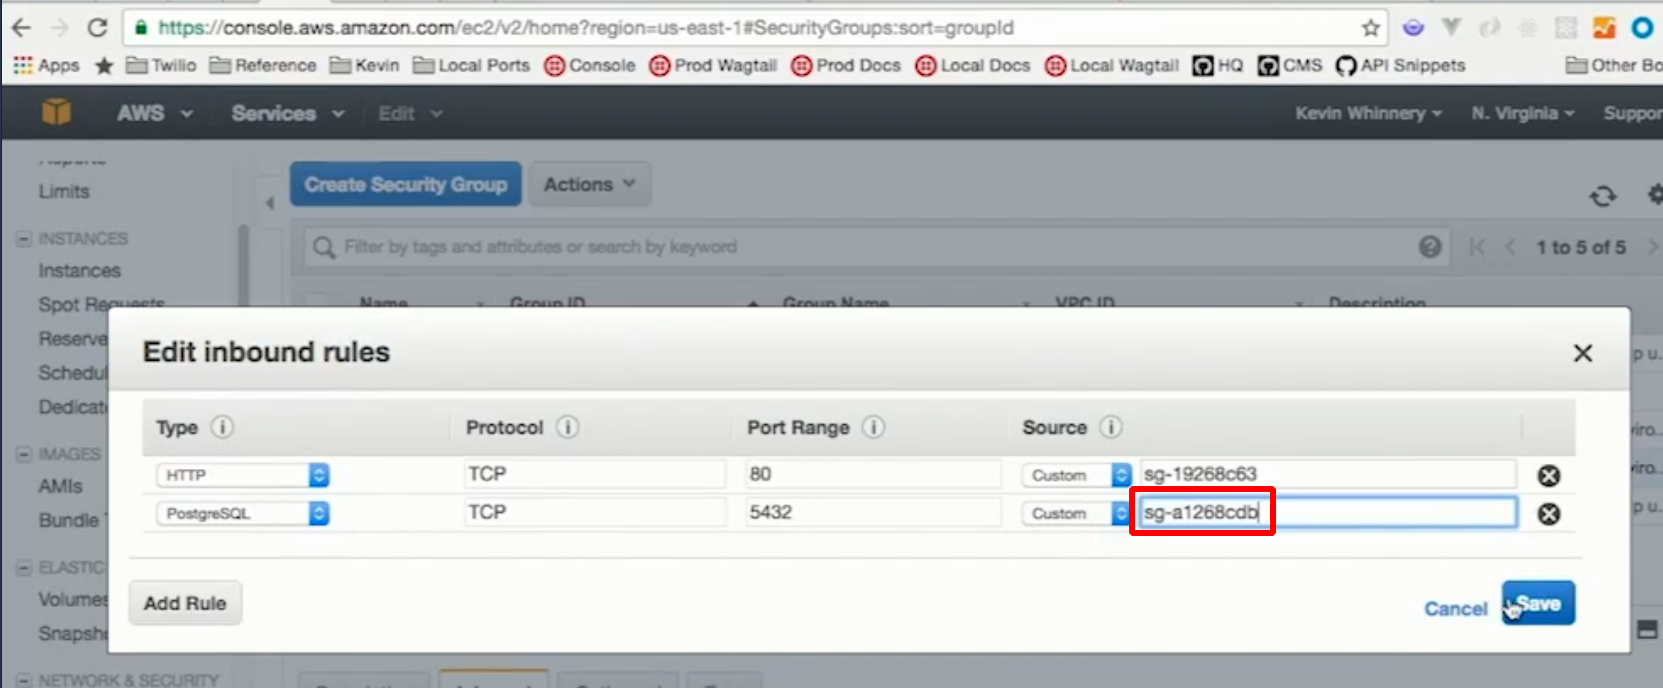 https://console.aws.amazon.com/ec2/v2/home?region=us-east-1#SecurityGroups:sort=groupId
Apps Twilio Reference Kevin Local Ports Console Prod Wagtail Prod Docs Local Docs Local Wagtail HQ CMS API Snippets Other Bo
AWS Services Edit Kevin Whinnery N. Virginia Suppor
Reports
Limits
Create Security Group Actions
INSTANCES
Filter by tags and attributes or search by keyword 1 to 5 of 5
Instances
Spot Requests
Name Group ID Group Name VPC ID Description
Reserve
Edit inbound rules
p u.
Schedul
Dedicat
Type Protocol Port Range Source
iro..
IMAGES
HTTP TCP 80 Custom sg-19268c63
iro..
AMIs
PostgreSQL TCP 5432 Custom sg-a1268cdb
p u.
Bundle T
ELASTIC
Volumes
Add Rule Cancel Save
Snapsh
NETWORK & SECURITY